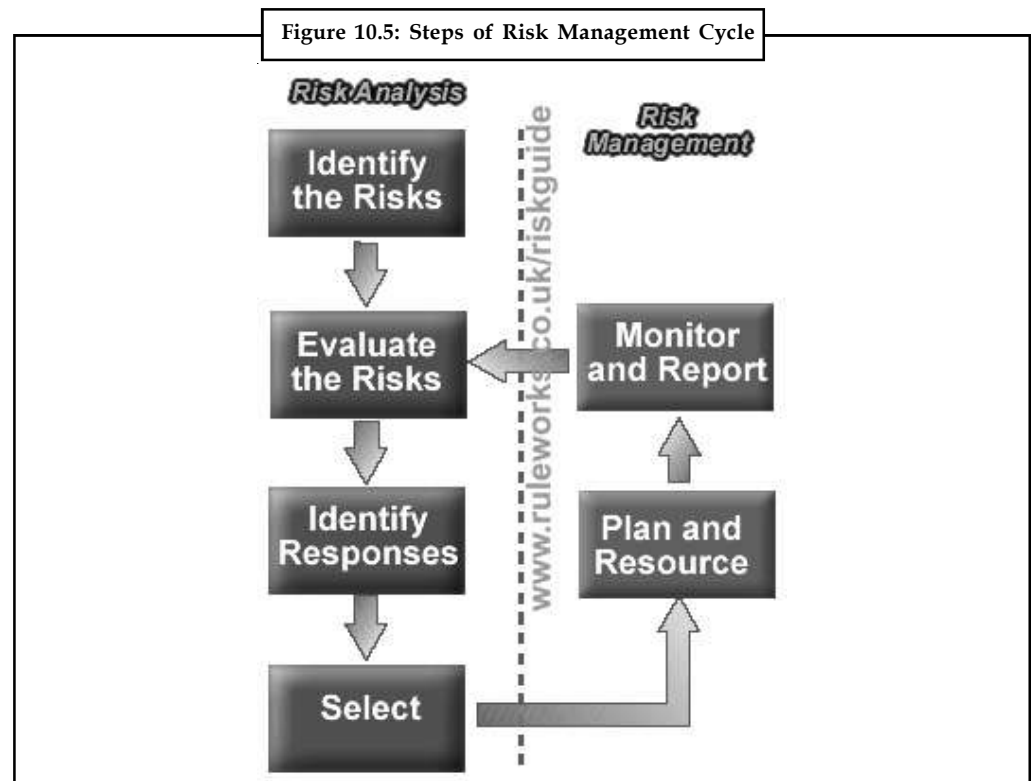 Figure 10.5: Steps of Risk Management Cycle
Risk Analysis
Identify
the Risks
Evaluate
the Risks
Identify
Responses
Select
www.ruleworks.co.uk/riskguide
Risk
Management
Monitor
and Report
Plan and
Resource